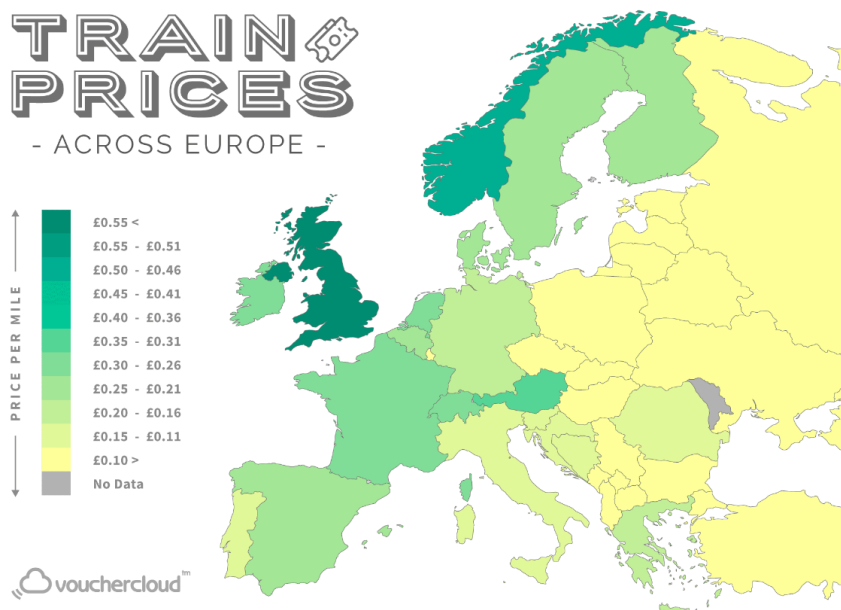 TRAIN
PRICES
- ACROSS EUROPE -
PRICE PER MILE
£0.55 <
£0.55 - £0.51
£0.50 - £0.46
£0.45 - £0.41
£0.40 - £0.36
£0.35 - £0.31
£0.30 - £0.26
£0.25 - £0.21
£0.20 - £0.16
£0.15 - £0.11
£0.10 >
No Data
vouchercloud™